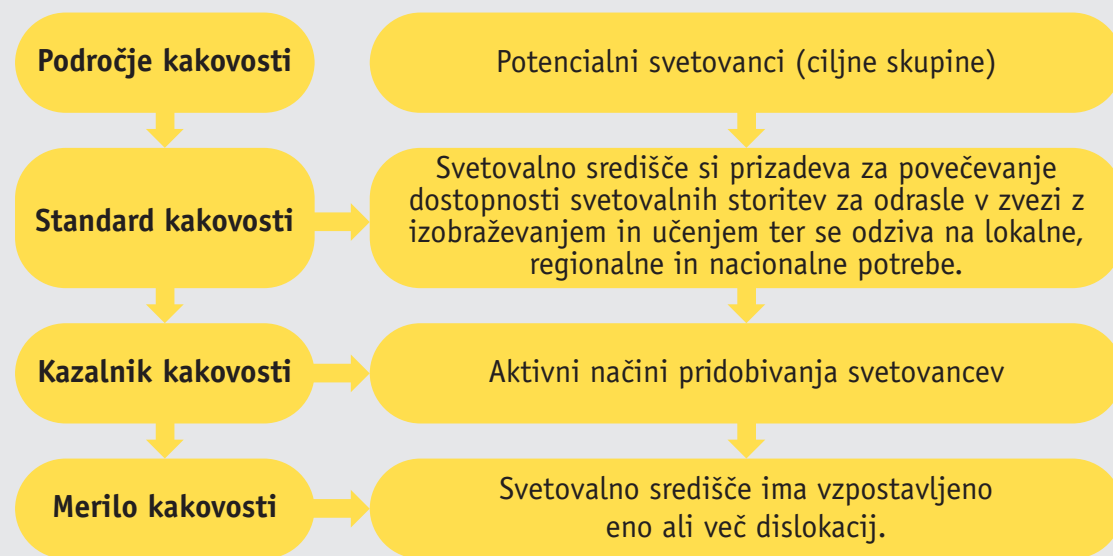 Področje kakovosti
Potencialni svetovanci (ciljne skupine)
Standard kakovosti
Svetovalno središče si prizadeva za povečevanje
dostopnosti svetovalnih storitev za odrasle v zvezi z
izobraževanjem in učenjem ter se odziva na lokalne,
regionalne in nacionalne potrebe.
Kazalnik kakovosti
Aktivni načini pridobivanja svetovancev
Merilo kakovosti
Svetovalno središče ima vzpostavljeno
eno ali več dislokacij.